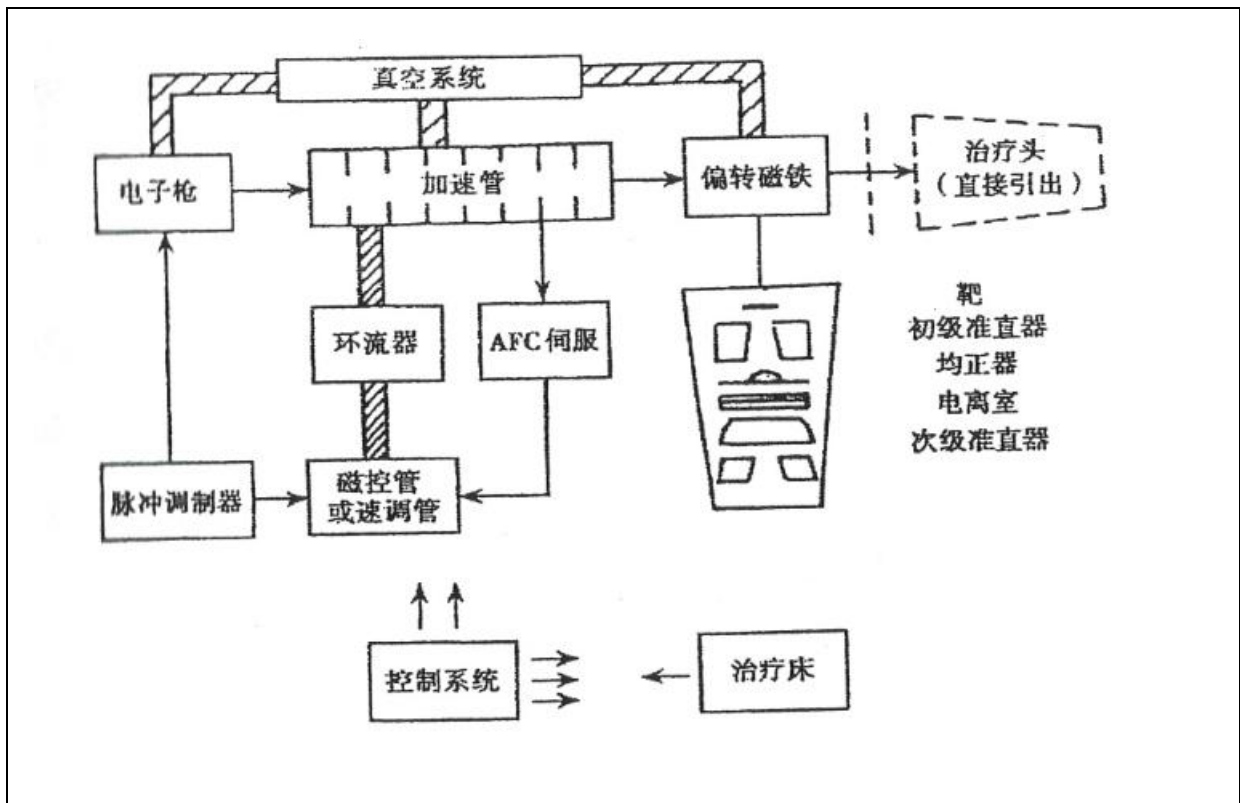 真空系统
电子枪
加速管
偏转磁铁
治疗头
（直接引出）
环流器
AFC伺服
靶
初级准直器
均正器
电离室
次级准直器
脉冲调制器
磁控管
或速调管
控制系统
治疗床